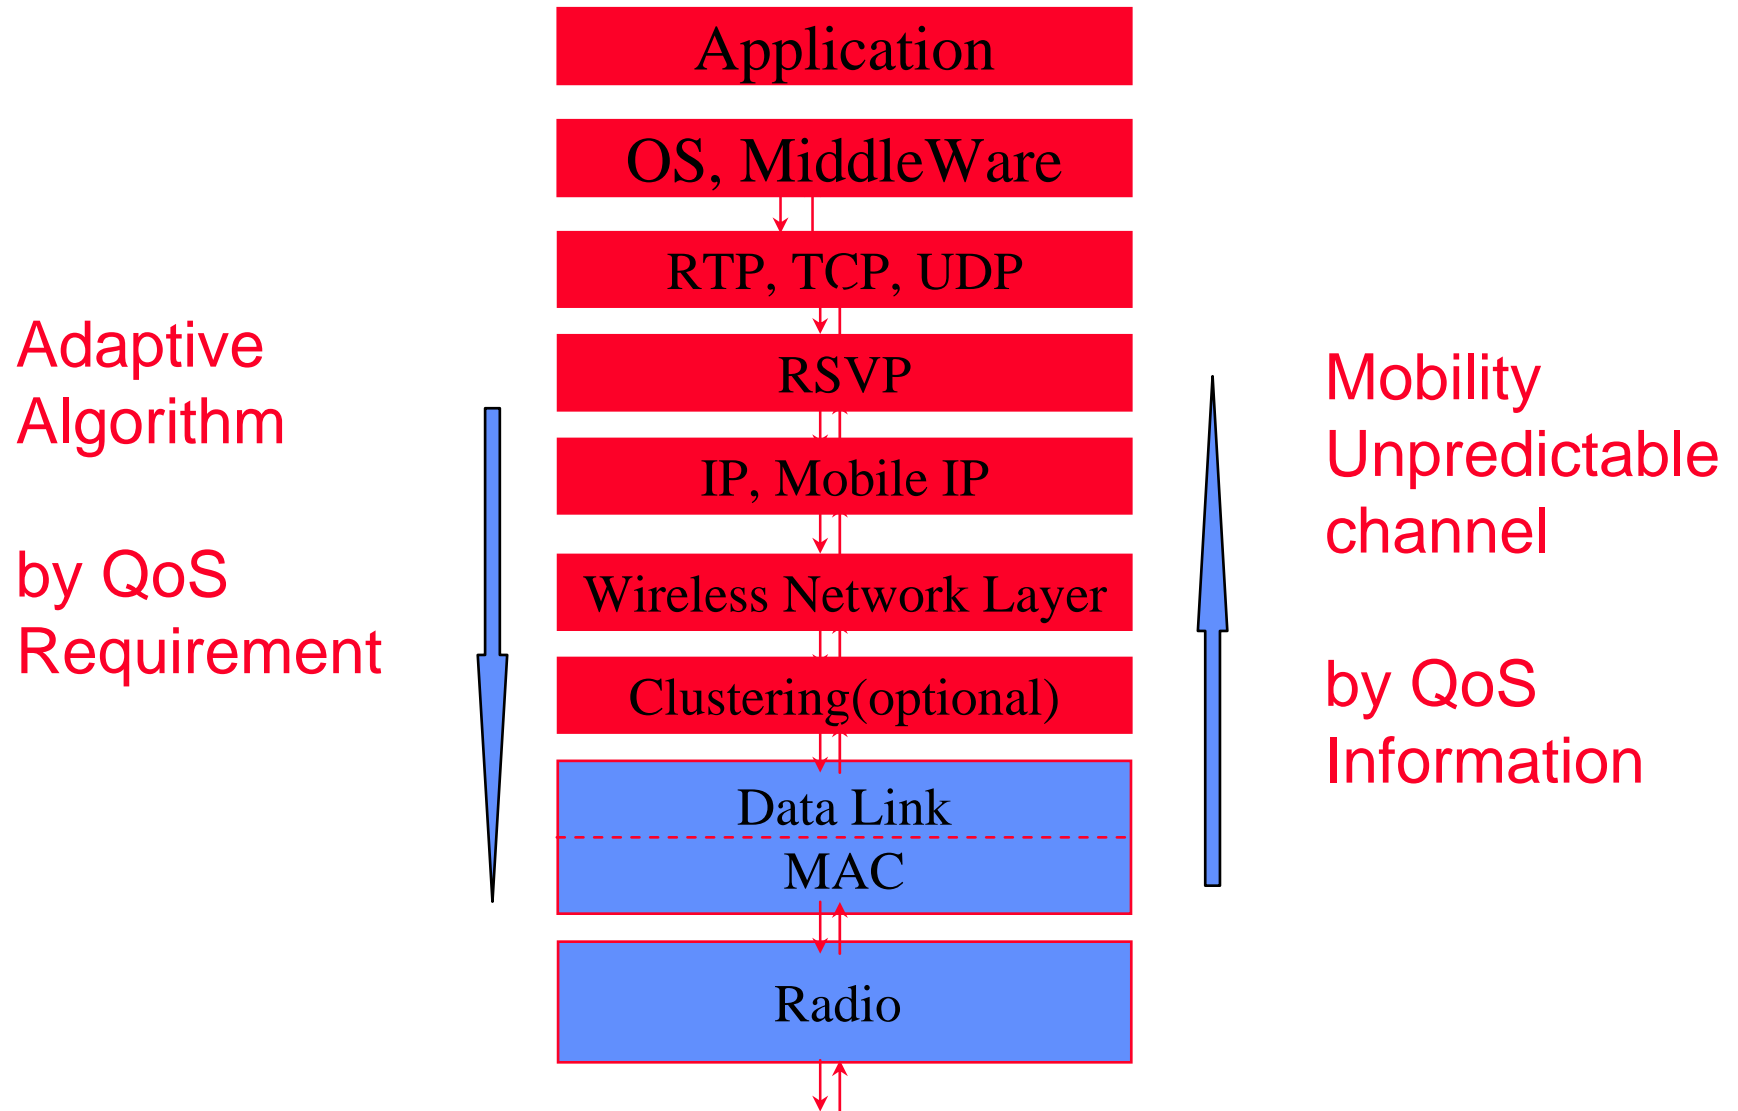 Application
OS, MiddleWare
RTP, TCP, UDP
RSVP
IP, Mobile IP
Wireless Network Layer
Clustering(optional)
Data Link
MAC
Radio
Adaptive
Algorithm
by QoS
Requirement
Mobility
Unpredictable
channel
by QoS
Information